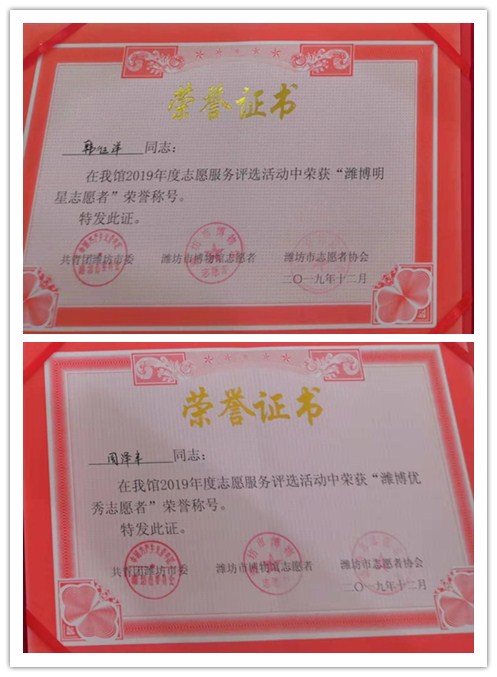 荣誉证书
同志：
在我馆2019年度志愿服务评选活动中荣获“潍博明
星志愿者”荣誉称号。
特发此证。
共青团潍坊市委 潍坊市博物馆志愿者 潍坊市志愿者协会
二〇一九年十二月
荣誉证书
周泽丰 同志：
在我馆2019年度志愿服务评选活动中荣获“潍博优
秀志愿者”荣誉称号。
特发此证。
共青团潍坊市委 潍坊市博物馆志愿者 潍坊市志愿者协会
二〇一九年十二月